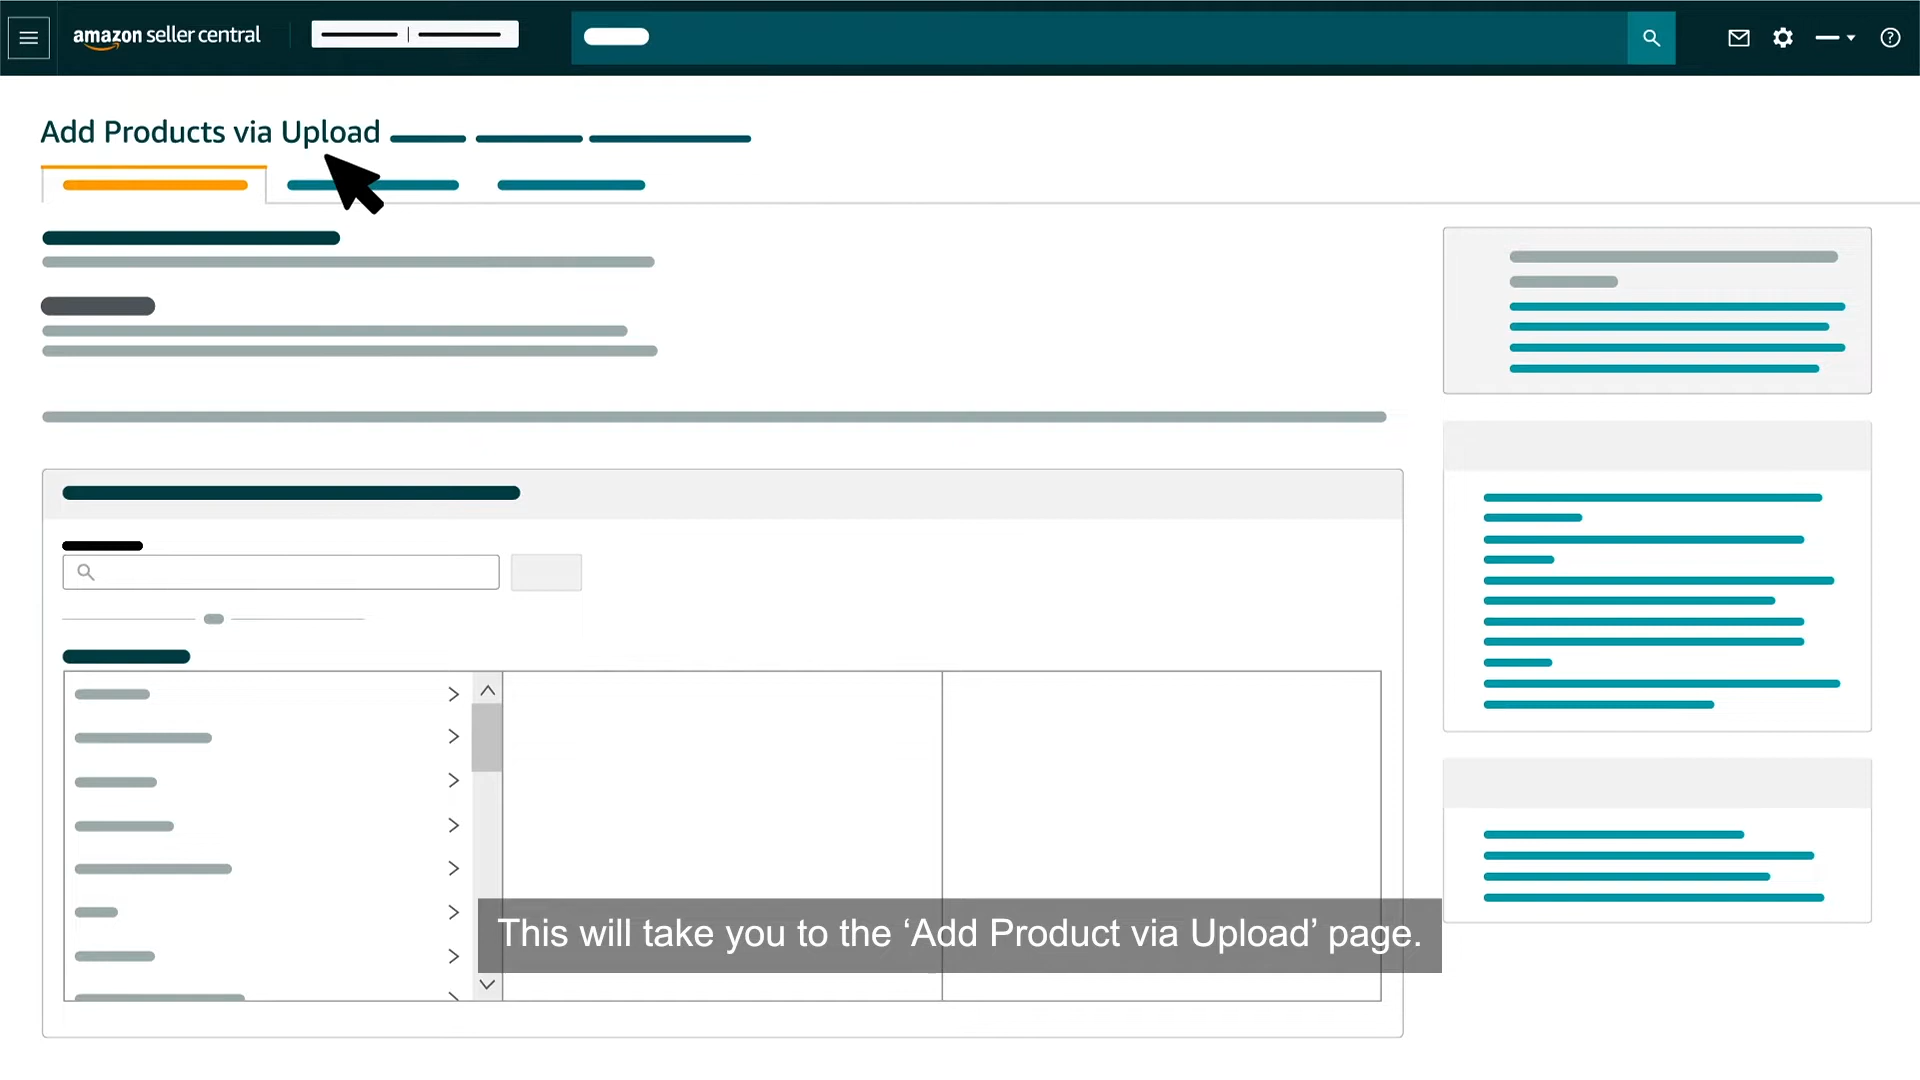 amazon seller central
Add Products via Upload
This will take you to the ‘Add Product via Upload’ page.